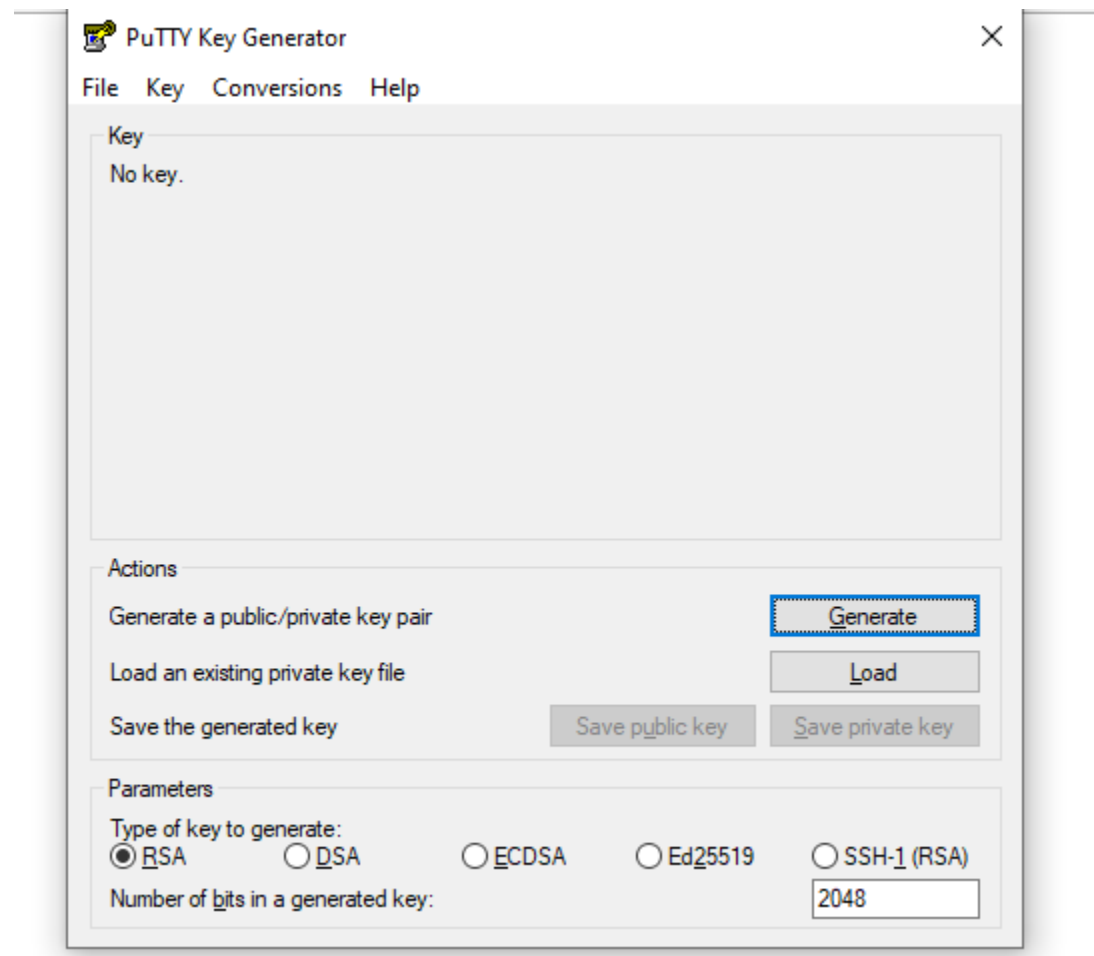 PuTTY Key Generator
File Key Conversions Help
Key
No key.
Actions
Generate a public/private key pair Generate
Load an existing private key file Load
Save the generated key Save public key Save private key
Parameters
Type of key to generate:
RSA DSA ECDSA Ed25519 SSH-1 (RSA)
Number of bits in a generated key: 2048